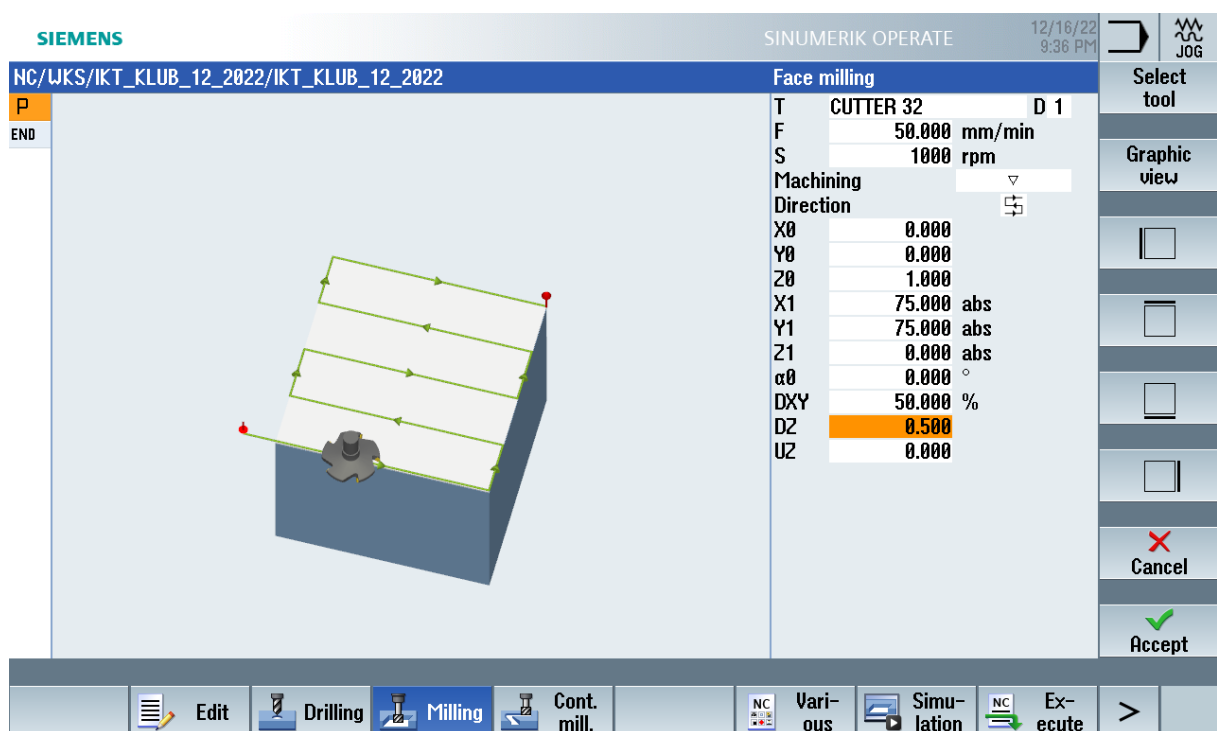 SIEMENS
SINUMERIK OPERATE
12/16/22
9:36 PM
JOG
NC/WKS/IKT_KLUB_12_2022/IKT_KLUB_12_2022
Face milling
P
END
T CUTTER 32 D 1
F 50.000 mm/min
S 1000 rpm
Machining ▽
Direction
X0 0.000
Y0 0.000
Z0 1.000
X1 75.000 abs
Y1 75.000 abs
Z1 0.000 abs
α0 0.000 °
DXY 50.000 %
DZ 0.500
UZ 0.000
Select
tool
Graphic
view
Cancel
Accept
Edit
Drilling
Milling
Cont.
mill.
NC
Vari-
ous
Simu-
lation
NC
Ex-
ecute
>